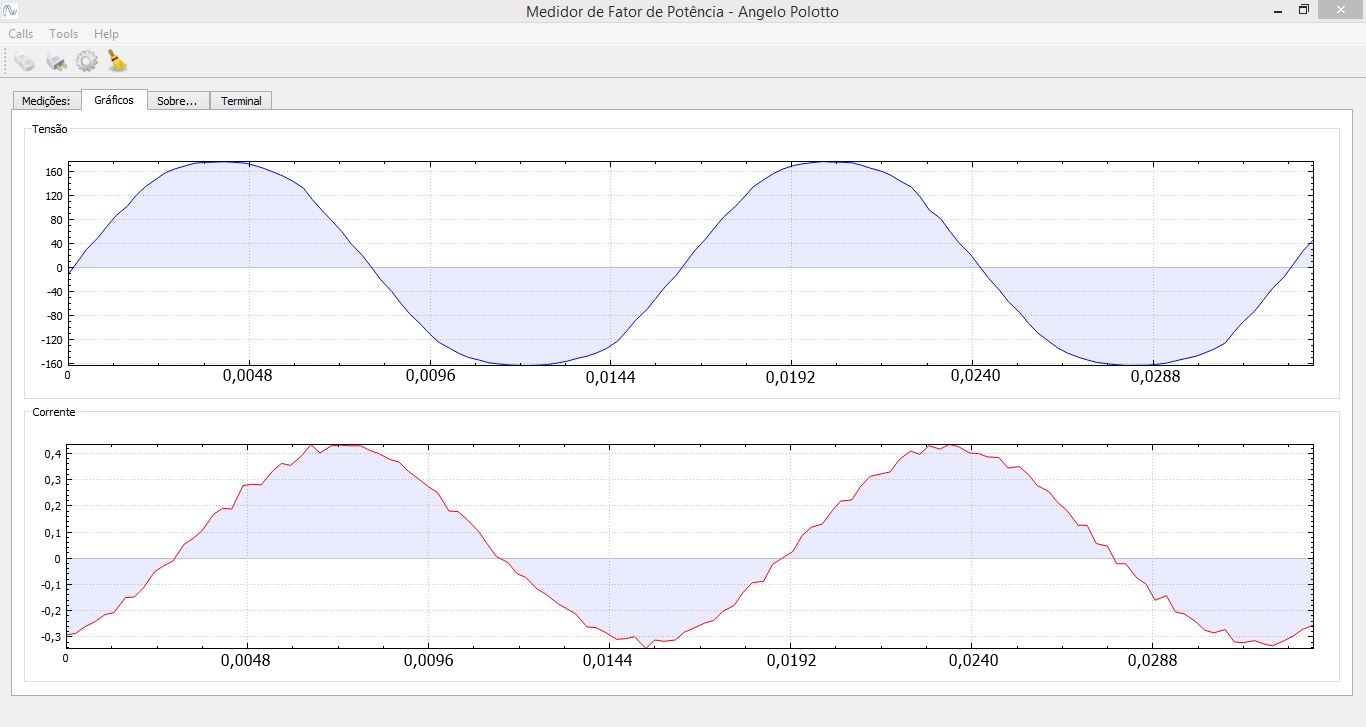 Medidor de Fator de Potência - Angelo Polotto
Calls Tools Help
Medições: Gráficos Sobre... Terminal
Tensão
160
120
80
40
0
-40
-80
-120
-160
0 0,0048 0,0096 0,0144 0,0192 0,0240 0,0288
Corrente
0,4
0,3
0,2
0,1
0
-0,1
-0,2
-0,3
0 0,0048 0,0096 0,0144 0,0192 0,0240 0,0288